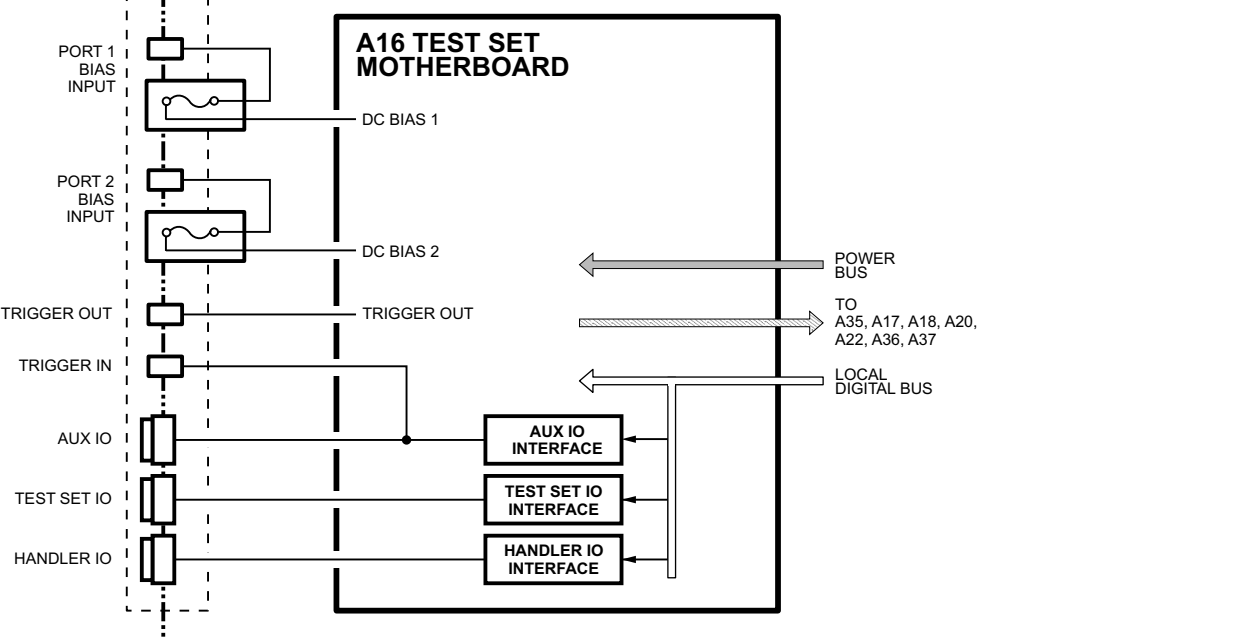 A16 TEST SET
MOTHERBOARD
PORT 1
BIAS
INPUT
DC BIAS 1
PORT 2
BIAS
INPUT
DC BIAS 2
POWER
BUS
TRIGGER OUT
TRIGGER OUT
TO
A35, A17, A18, A20,
A22, A36, A37
TRIGGER IN
LOCAL
DIGITAL BUS
AUX IO
AUX IO
INTERFACE
TEST SET IO
TEST SET IO
INTERFACE
HANDLER IO
HANDLER IO
INTERFACE